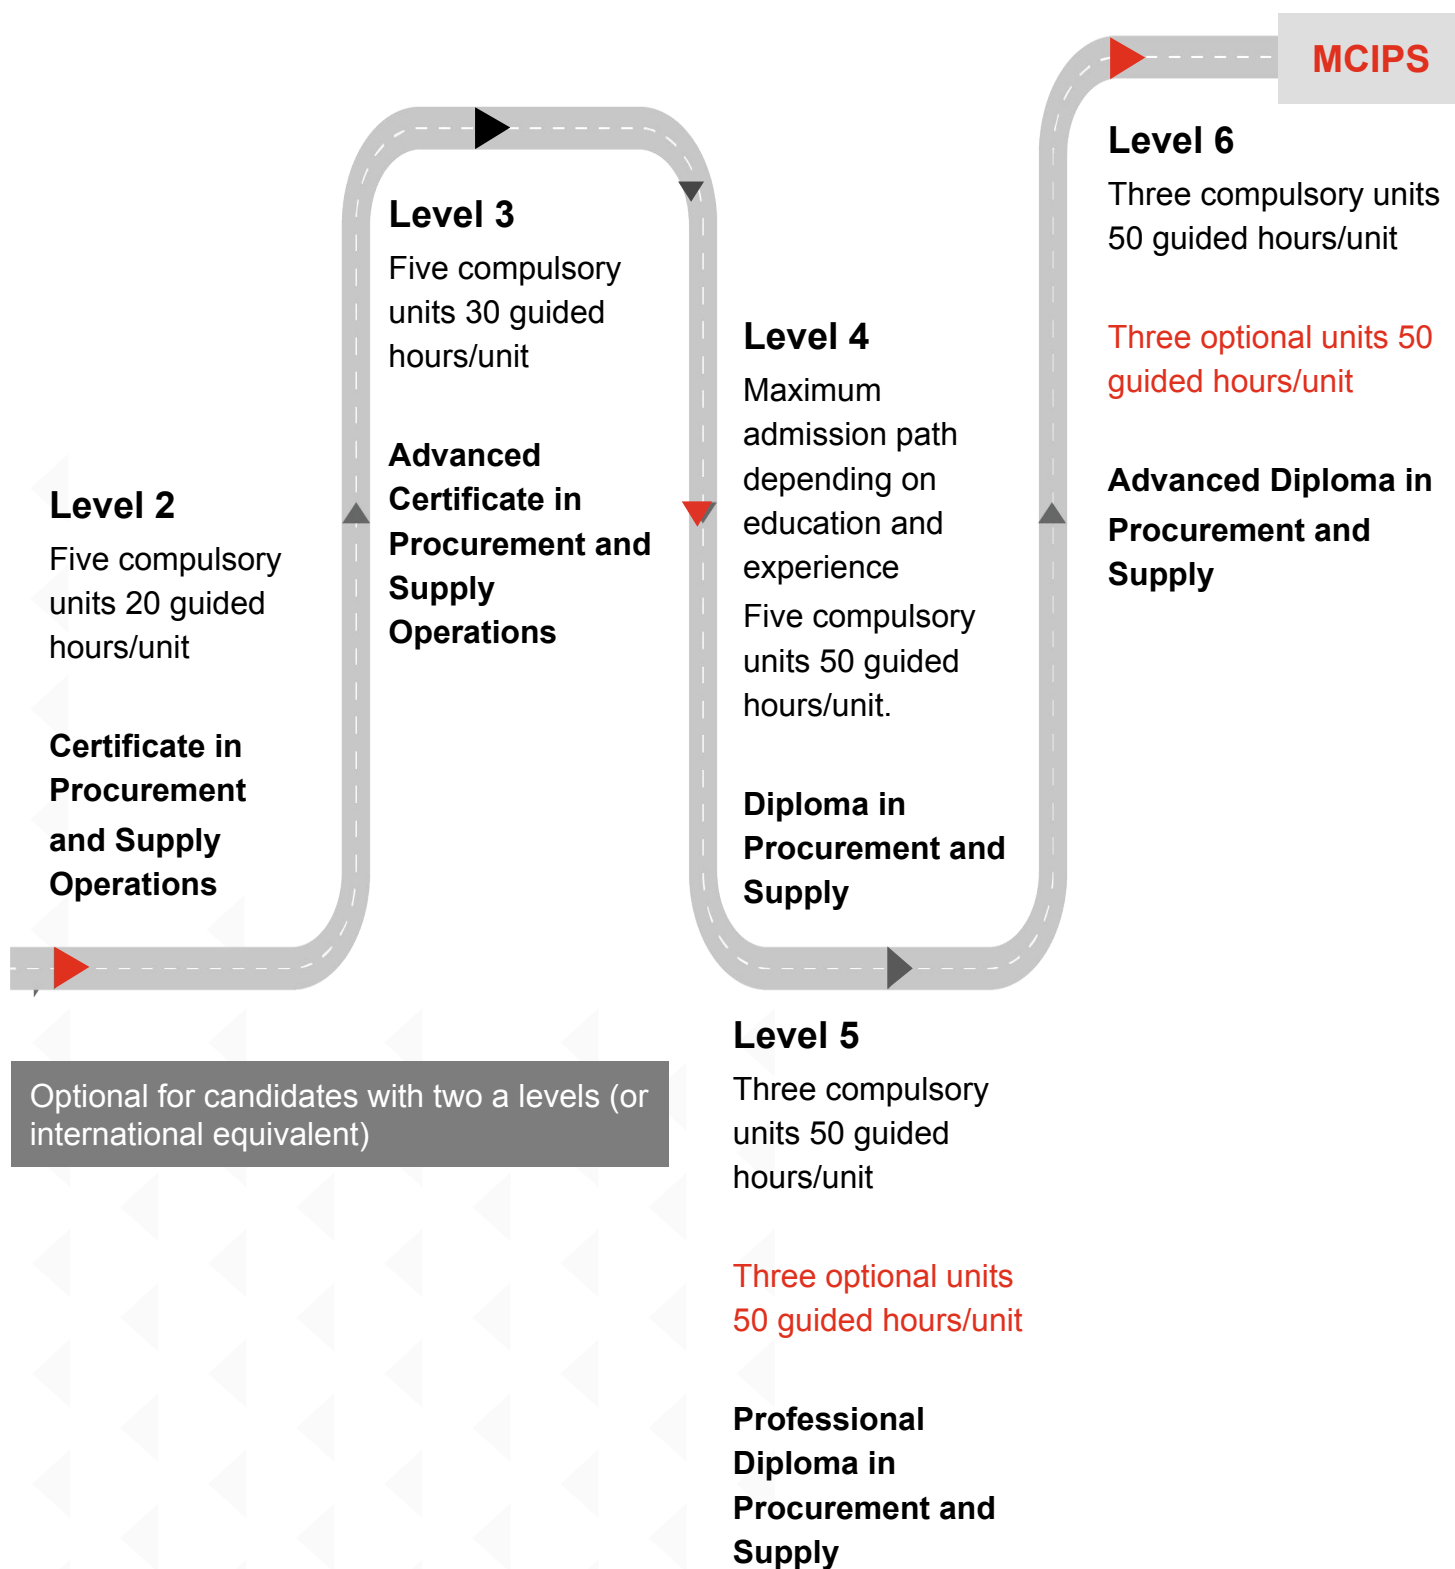 MCIPS
Level 2
Five compulsory
units 20 guided
hours/unit
Certificate in
Procurement
and Supply
Operations
Level 3
Five compulsory
units 30 guided
hours/unit
Advanced
Certificate in
Procurement and
Supply
Operations
Level 4
Maximum
admission path
depending on
education and
experience
Five compulsory
units 50 guided
hours/unit.
Diploma in
Procurement and
Supply
Level 5
Three compulsory
units 50 guided
hours/unit
Three optional units
50 guided hours/unit
Professional
Diploma in
Procurement and
Supply
Level 6
Three compulsory units
50 guided hours/unit
Three optional units 50
guided hours/unit
Advanced Diploma in
Procurement and
Supply
Optional for candidates with two a levels (or
international equivalent)